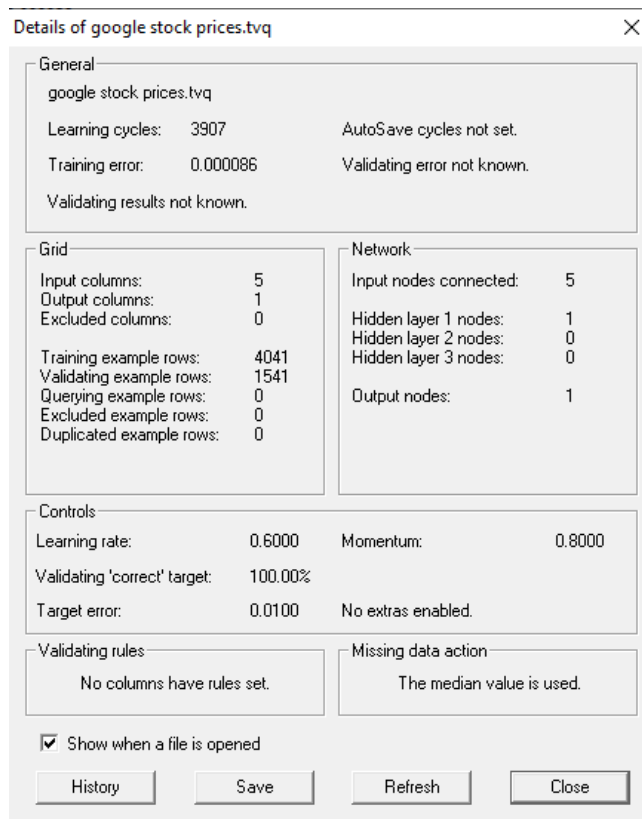 Details of google stock prices.tvq
General
google stock prices.tvq
Learning cycles: 3907 AutoSave cycles not set.
Training error: 0.000086 Validating error not known.
Validating results not known.
Grid
Input columns: 5
Output columns: 1
Excluded columns: 0
Training example rows: 4041
Validating example rows: 1541
Querying example rows: 0
Excluded example rows: 0
Duplicated example rows: 0
Network
Input nodes connected: 5
Hidden layer 1 nodes: 1
Hidden layer 2 nodes: 0
Hidden layer 3 nodes: 0
Output nodes: 1
Controls
Learning rate: 0.6000 Momentum: 0.8000
Validating 'correct' target: 100.00%
Target error: 0.0100 No extras enabled.
Validating rules
No columns have rules set.
Missing data action
The median value is used.
Show when a file is opened
History Save Refresh Close